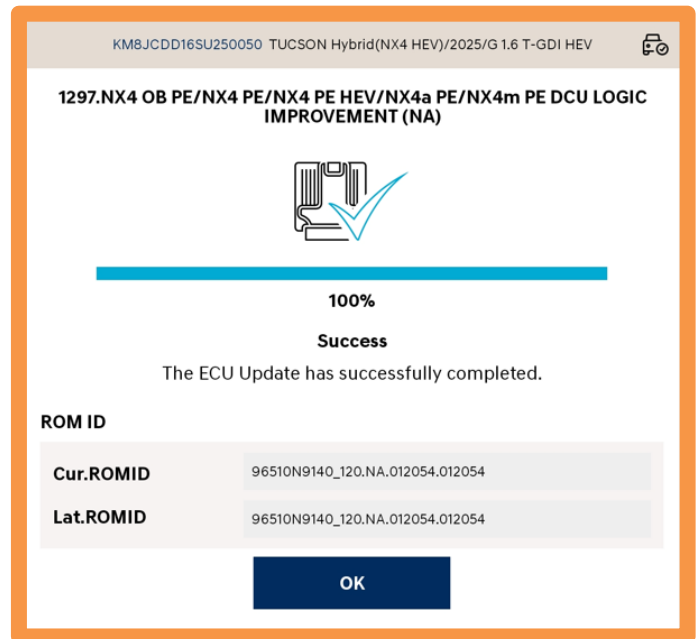 KM8JCDD16SU250050 TUCSON Hybrid(NX4 HEV)/2025/G 1.6 T-GDI HEV
1297.NX4 OB PE/NX4 PE/NX4 PE HEV/NX4a PE/NX4m PE DCU LOGIC
IMPROVEMENT (NA)
100%
Success
The ECU Update has successfully completed.
ROM ID
Cur.ROMID
96510N9140_120.NA.012054.012054
Lat.ROMID
96510N9140_120.NA.012054.012054
OK